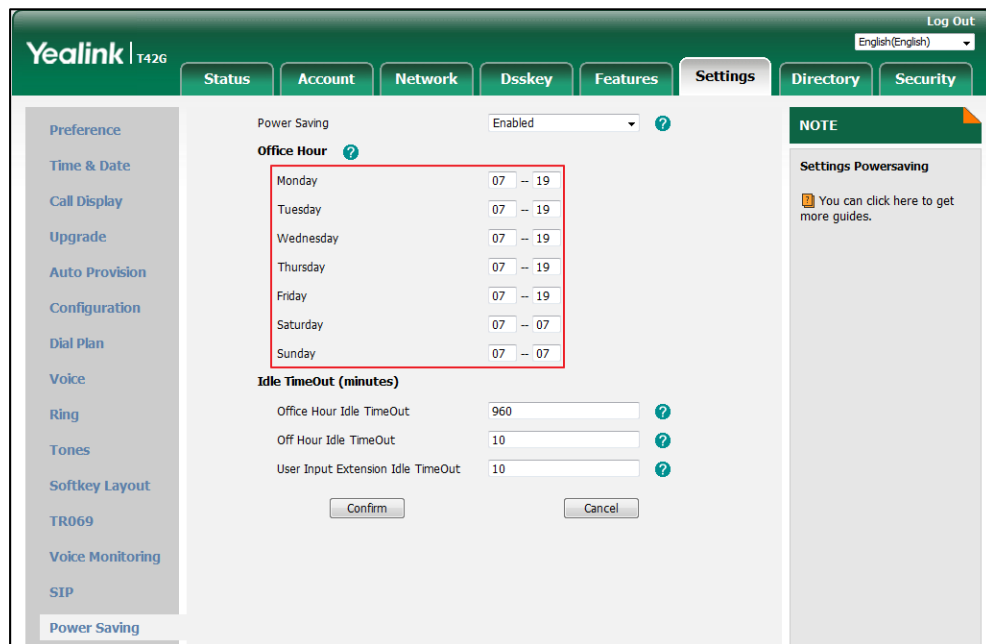 Log Out
English(English)
Yealink | T42G
Status Account Network Dsskey Features Settings Directory Security
Preference
Time & Date
Call Display
Upgrade
Auto Provision
Configuration
Dial Plan
Voice
Ring
Tones
Softkey Layout
TR069
Voice Monitoring
SIP
Power Saving
Power Saving Enabled ?
Office Hour ?
Monday 07 -- 19
Tuesday 07 -- 19
Wednesday 07 -- 19
Thursday 07 -- 19
Friday 07 -- 19
Saturday 07 -- 07
Sunday 07 -- 07
Idle TimeOut (minutes)
Office Hour Idle TimeOut 960 ?
Off Hour Idle TimeOut 10 ?
User Input Extension Idle TimeOut 10 ?
Confirm Cancel
NOTE
Settings Powersaving
? You can click here to get
more guides.